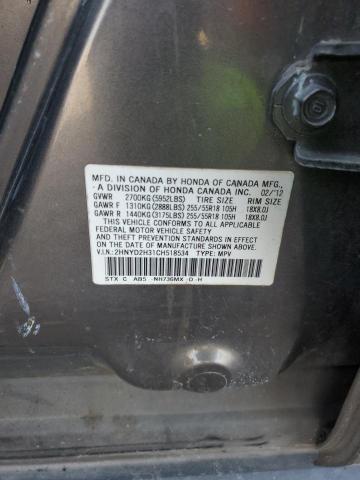 MFD. IN CANADA BY HONDA OF CANADA MFG.,
A DIVISION OF HONDA CANADA INC. 02/'12
GVWR 2700KG(5952LBS) TIRE SIZE RIM SIZE
GAWR F 1310KG(2888LBS) 255/55R18 105H 18X8.0J
GAWR R 1440KG(3175LBS) 255/55R18 105H 18X8.0J
THIS VEHICLE CONFORMS TO ALL APPLICABLE
FEDERAL MOTOR VEHICLE SAFETY STANDARDS
IN EFFECT ON THE DATE OF MANUFACTURE
SHOWN ABOVE.
V.I.N.: 2HNYD2H31CH518534 TYPE: MPV
STX C AB5 -NH736MX -D -H